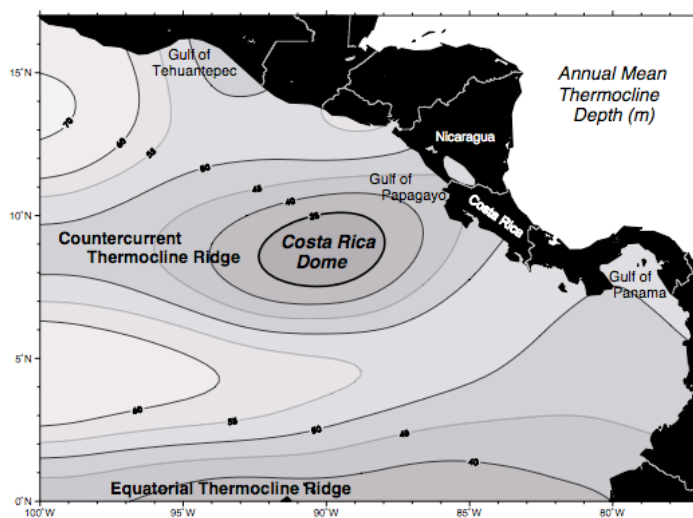 Gulf of
Tehuantepec
15°N
Annual Mean
Thermocline
Depth (m)
70
60
55
50
Nicaragua
45
Gulf of
Papagayo
40
35
10°N
Costa Rica
Countercurrent
Thermocline Ridge
Costa Rica
Dome
Gulf of
Panama
5°N
60
55
50
45
40
Equatorial Thermocline Ridge
0°N
100°W
95°W
90°W
85°W
80°W